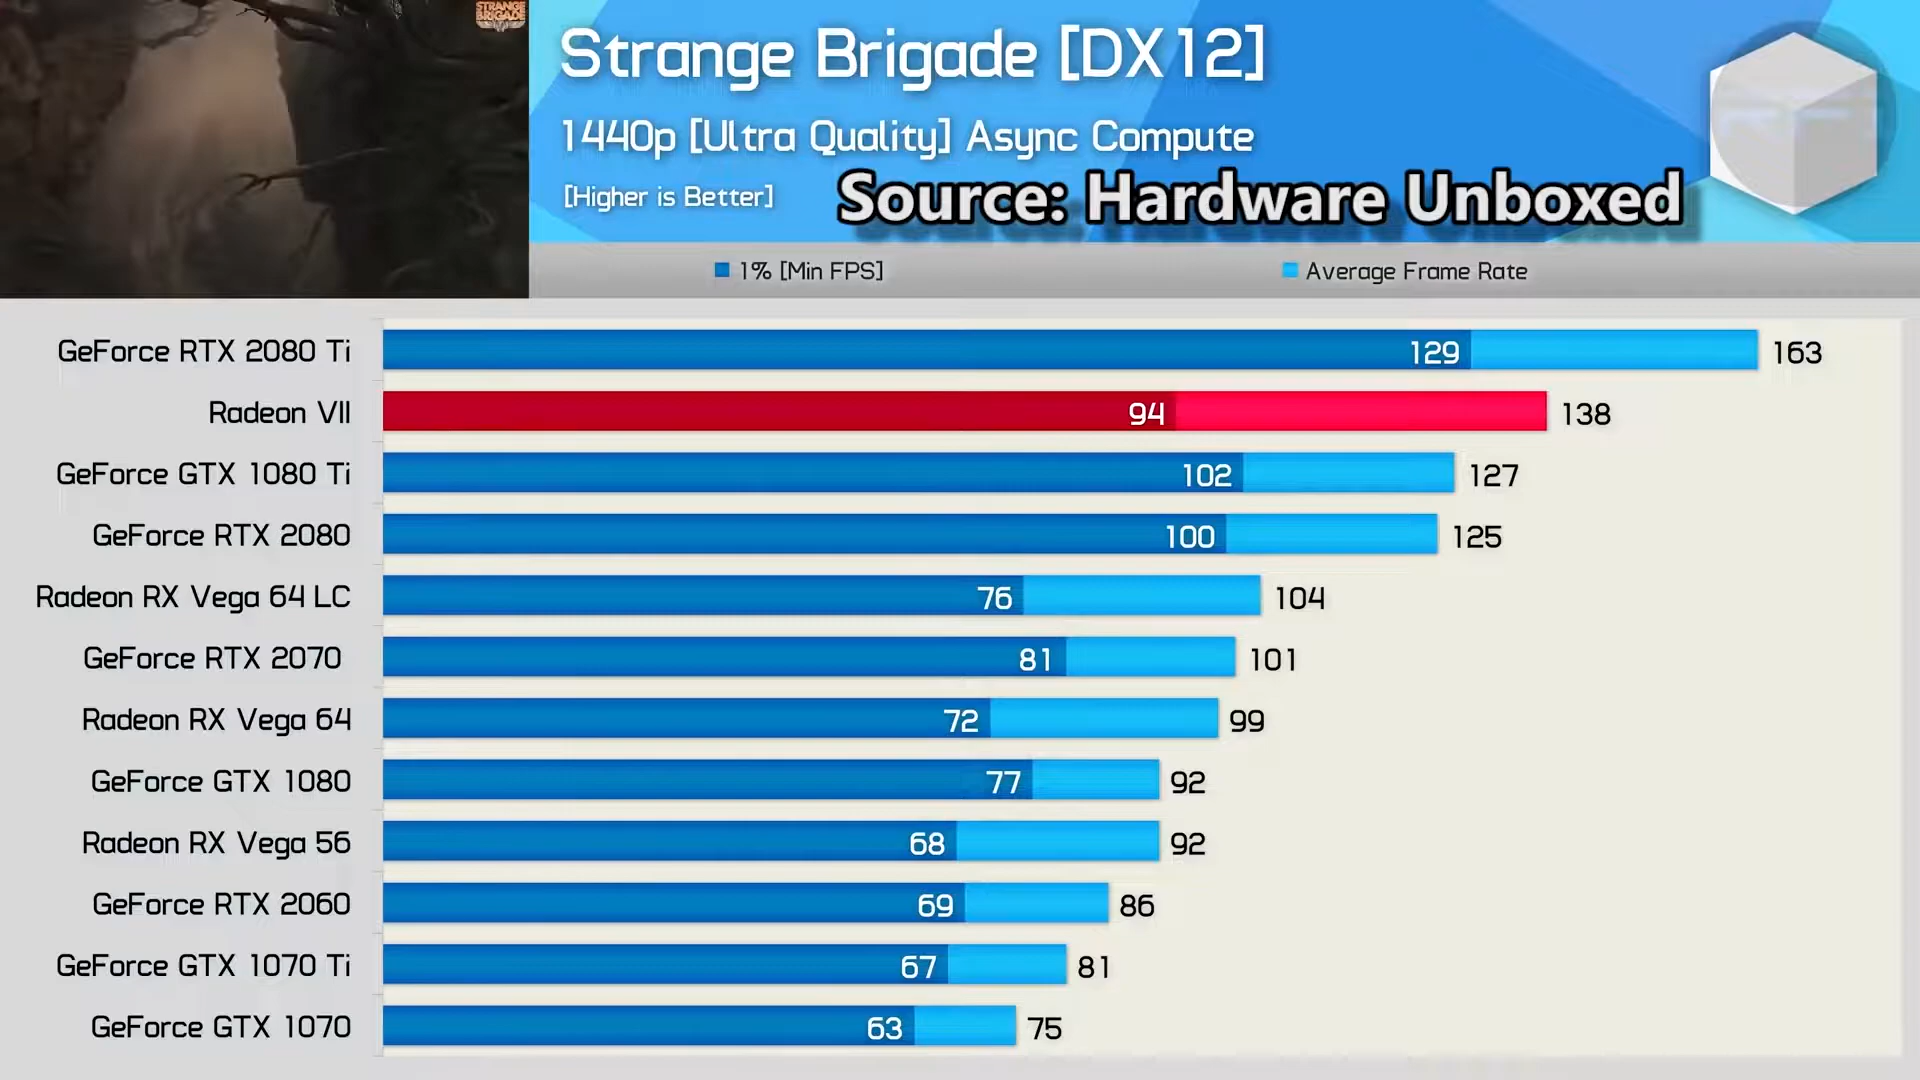 STRANGE
BRIGADE
Strange Brigade [DX12]
1440p [Ultra Quality] Async Compute
[Higher is Better]
Source: Hardware Unboxed
1% [Min FPS]
Average Frame Rate
GeForce RTX 2080 Ti 129 163
Radeon VII 94 138
GeForce GTX 1080 Ti 102 127
GeForce RTX 2080 100 125
Radeon RX Vega 64 LC 76 104
GeForce RTX 2070 81 101
Radeon RX Vega 64 72 99
GeForce GTX 1080 77 92
Radeon RX Vega 56 68 92
GeForce RTX 2060 69 86
GeForce GTX 1070 Ti 67 81
GeForce GTX 1070 63 75